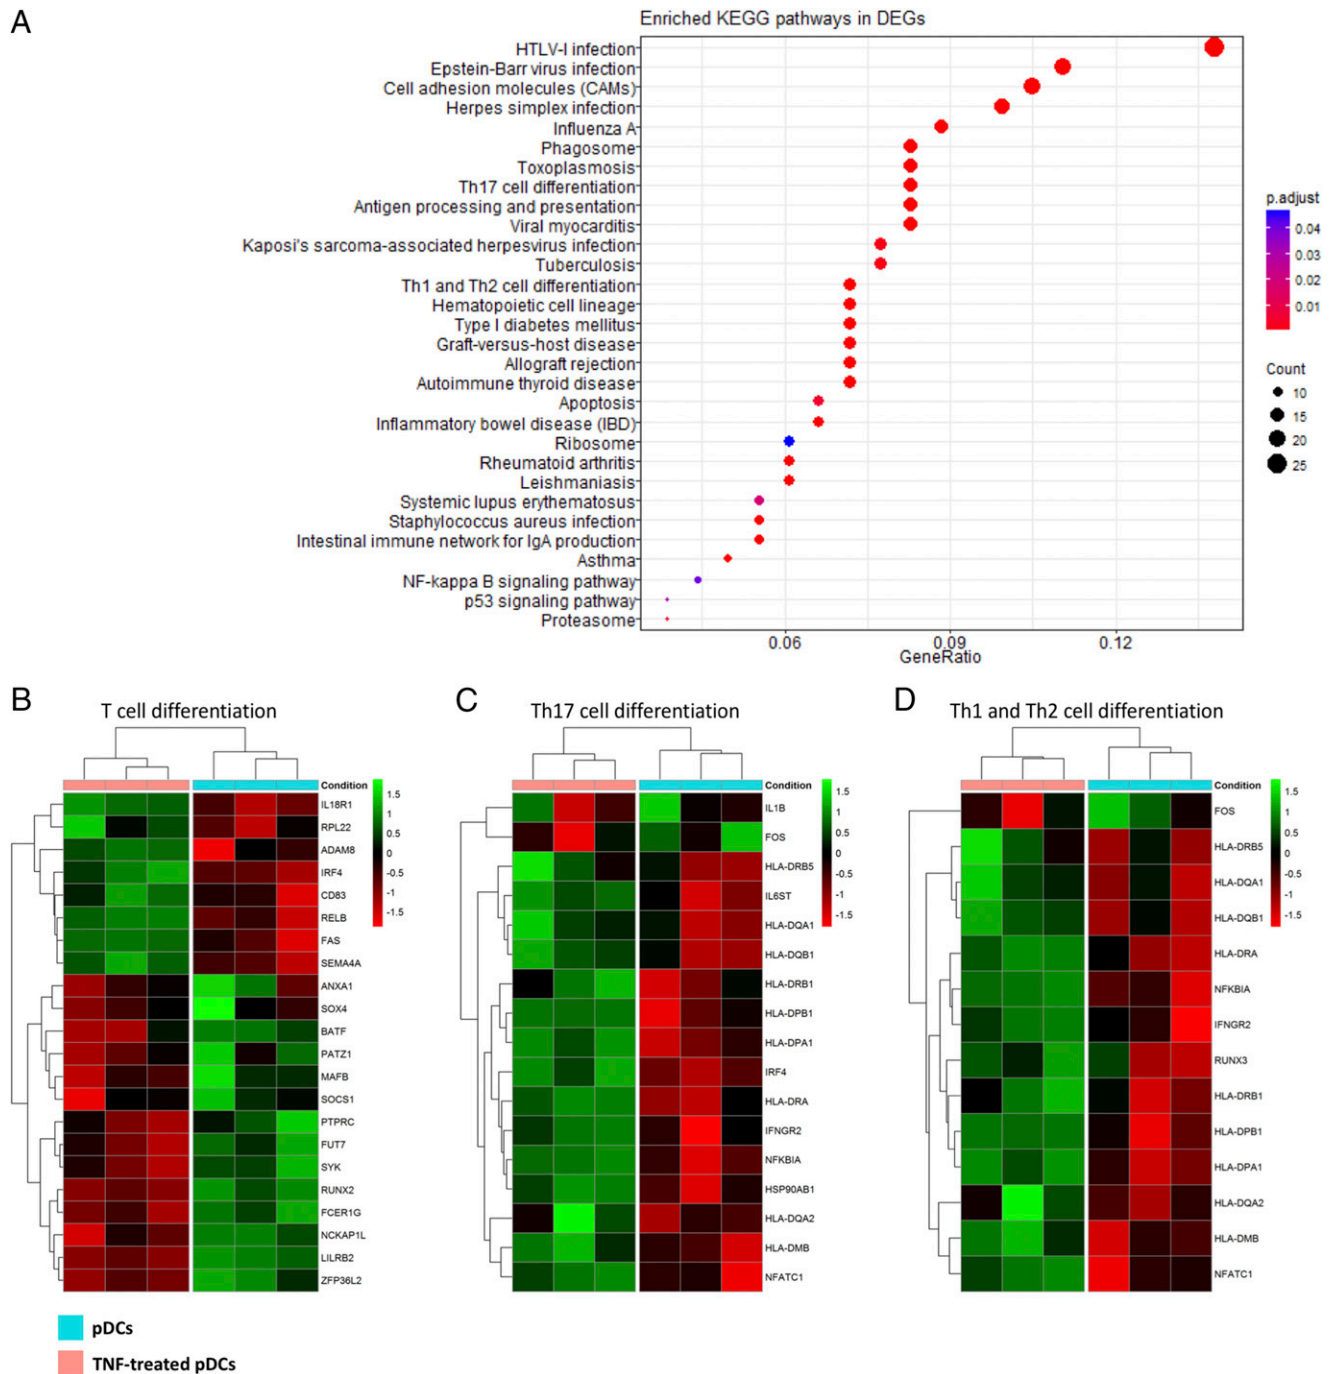 A
Enriched KEGG pathways in DEGs
HTLV-I infection
Epstein-Barr virus infection
Cell adhesion molecules (CAMs)
Herpes simplex infection
Influenza A
Phagosome
Toxoplasmosis
Th17 cell differentiation
Antigen processing and presentation
Viral myocarditis
Kaposi's sarcoma-associated herpesvirus infection
Tuberculosis
Th1 and Th2 cell differentiation
Hematopoietic cell lineage
Type I diabetes mellitus
Graft-versus-host disease
Allograft rejection
Autoimmune thyroid disease
Apoptosis
Inflammatory bowel disease (IBD)
Ribosome
Rheumatoid arthritis
Leishmaniasis
Systemic lupus erythematosus
Staphylococcus aureus infection
Intestinal immune network for IgA production
Asthma
NF-kappa B signaling pathway
p53 signaling pathway
Proteasome
0.06 0.09 0.12
GeneRatio
p.adjust
0.04
0.03
0.02
0.01
Count
10
15
20
25
B
T cell differentiation
Condition
IL18R1
RPL22
ADAM8
IRF4
CD83
RELB
FAS
SEMA4A
ANXA1
SOX4
BATF
PATZ1
MAFB
SOCS1
PTPRC
FUT7
SYK
RUNX2
FCER1G
NCKAP1L
LILRB2
ZFP36L2
1.5
1
0.5
0
-0.5
-1
-1.5
C
Th17 cell differentiation
Condition
IL1B
FOS
HLA-DRB5
IL6ST
HLA-DQA1
HLA-DQB1
HLA-DRB1
HLA-DPB1
HLA-DPA1
IRF4
HLA-DRA
IFNGR2
NFKBIA
HSP90AB1
HLA-DQA2
HLA-DMB
NFATC1
1.5
1
0.5
0
-0.5
-1
-1.5
D
Th1 and Th2 cell differentiation
Condition
FOS
HLA-DRB5
HLA-DQA1
HLA-DQB1
HLA-DRA
NFKBIA
IFNGR2
RUNX3
HLA-DRB1
HLA-DPB1
HLA-DPA1
HLA-DQA2
HLA-DMB
NFATC1
1.5
1
0.5
0
-0.5
-1
-1.5
pDCs
TNF-treated pDCs